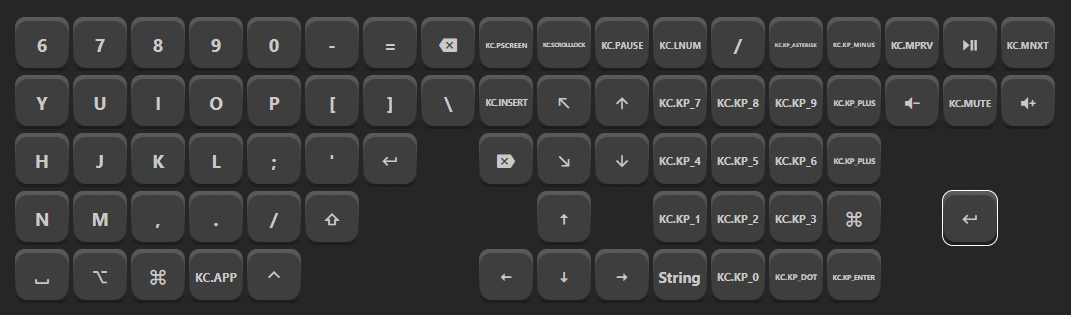 6 7 8 9 0 - = ⌫ KC.PSCREEN KC.SCROLLLOCK KC.PAUSE KC.LNUM / KC.KP_ASTERISK KC.KP_MINUS KC.MPRV ⏯ KC.MNXT
Y U I O P [ ] \ KC.INSERT ↖ ↑ KC.KP_7 KC.KP_8 KC.KP_9 KC.KP_PLUS - KC.MUTE +
H J K L ; ' ↵ ⌦ ↘ ↓ KC.KP_4 KC.KP_5 KC.KP_6 KC.KP_PLUS
N M , . / ⇧ ↑ KC.KP_1 KC.KP_2 KC.KP_3 ⌘ ↵
⎵ ⌥ ⌘ KC.APP ^ ← ↓ → String KC.KP_0 KC.KP_DOT KC.KP_ENTER